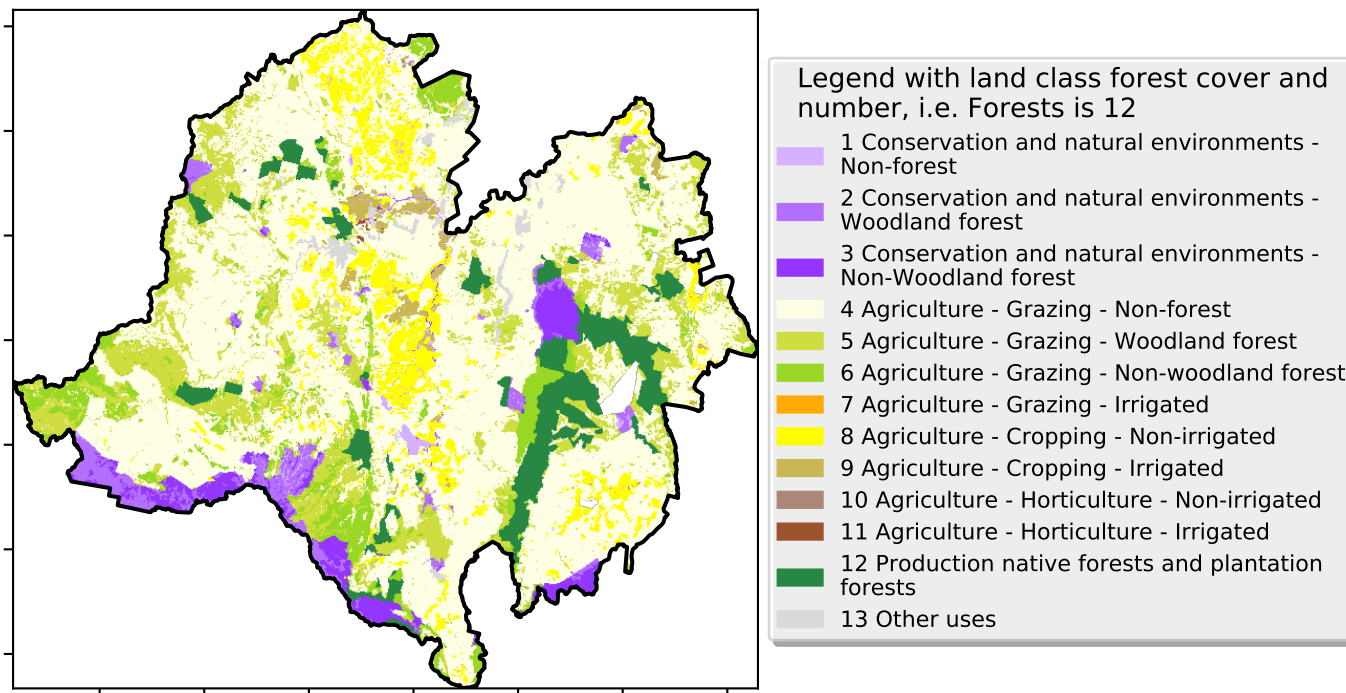 Legend with land class forest cover and
number, i.e. Forests is 12
1 Conservation and natural environments -
Non-forest
2 Conservation and natural environments -
Woodland forest
3 Conservation and natural environments -
Non-Woodland forest
4 Agriculture - Grazing - Non-forest
5 Agriculture - Grazing - Woodland forest
6 Agriculture - Grazing - Non-woodland forest
7 Agriculture - Grazing - Irrigated
8 Agriculture - Cropping - Non-irrigated
9 Agriculture - Cropping - Irrigated
10 Agriculture - Horticulture - Non-irrigated
11 Agriculture - Horticulture - Irrigated
12 Production native forests and plantation
forests
13 Other uses